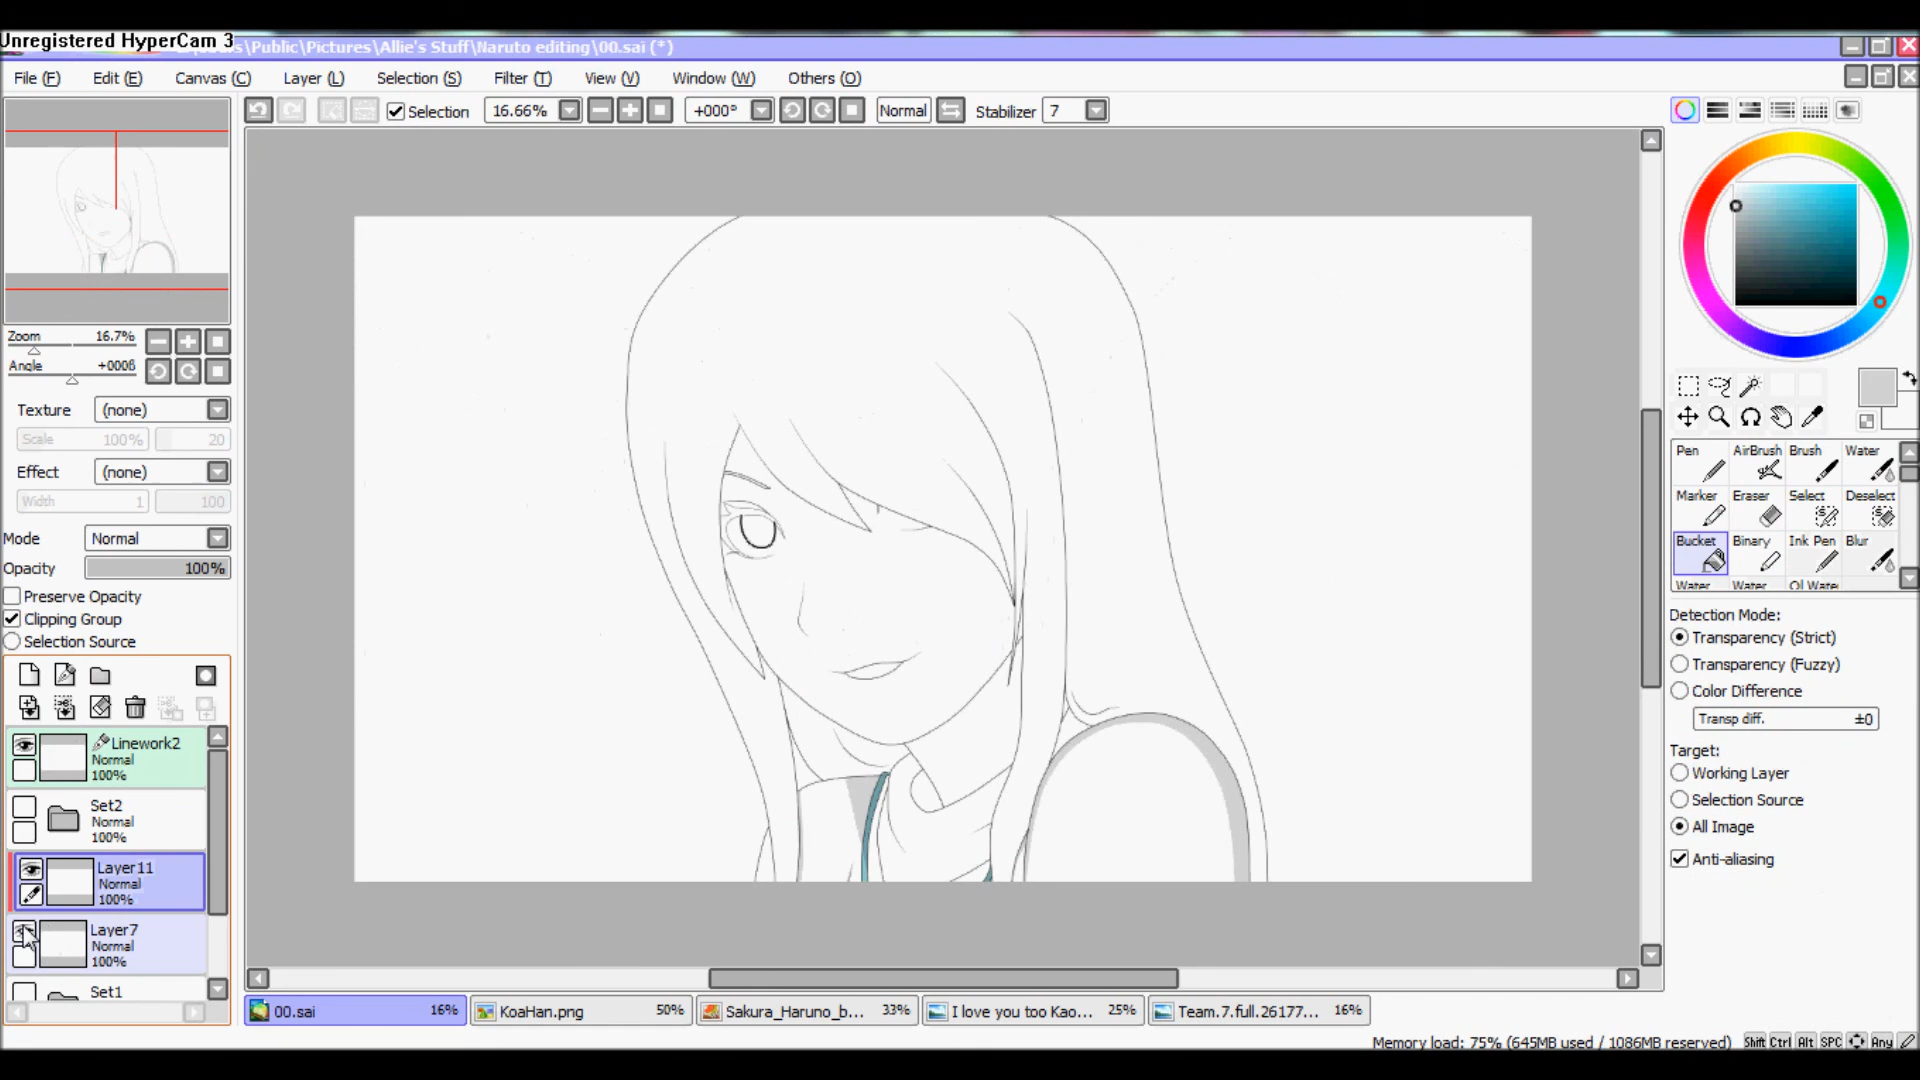 Unregistered HyperCam 3
\Public\Pictures\Allie's Stuff\Naruto editing\00.sai (*)
File (F) Edit (E) Canvas (C) Layer (L) Selection (S) Filter (T) View (V) Window (W) Others (O)
Selection 16.66% +000° Normal Stabilizer 7
Zoom 16.7%
Angle +000ß
Texture (none)
Scale 100% 20
Effect (none)
Width 1 100
Mode Normal
Opacity 100%
Preserve Opacity
Clipping Group
Selection Source
Linework2
Normal
100%
Set2
Normal
100%
Layer11
Normal
100%
Layer7
Normal
100%
Set1
Pen AirBrush Brush Water
Marker Eraser Select Deselect
Bucket Binary Ink Pen Blur
Water Water Oil Wate
Detection Mode:
Transparency (Strict)
Transparency (Fuzzy)
Color Difference
Transp diff. ±0
Target:
Working Layer
Selection Source
All Image
Anti-aliasing
00.sai 16% KoaHan.png 50% Sakura_Haruno_b... 33% I love you too Kao... 25% Team.7.full.26177... 16%
Memory load: 75% (645MB used / 1086MB reserved) Shift Ctrl Alt SPC Any